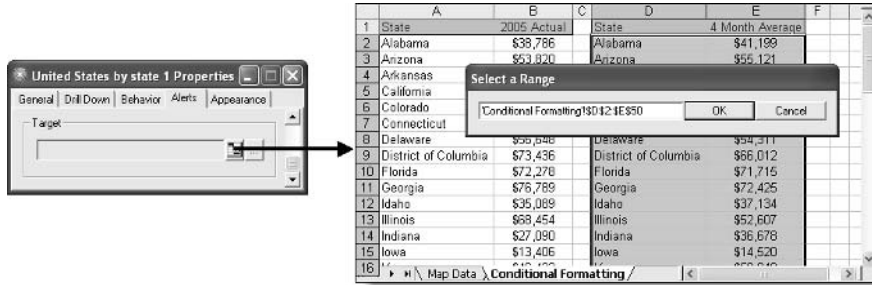 United States by state 1 Properties
General Drill Down Behavior Alerts Appearance
Target
A B C D E F
1 State 2005 Actual State 4 Month Average
2 Alabama $38,786 Alabama $41,199
3 Arizona $53,820 Arizona $55,121
4 Arkansas
5 California
6 Colorado
7 Connecticut
Select a Range
'Conditional Formatting'!$D$2:$E$50 OK Cancel
8 Delaware $56,648 Delaware $54,311
9 District of Columbia $73,436 District of Columbia $66,012
10 Florida $72,278 Florida $71,715
11 Georgia $76,789 Georgia $72,425
12 Idaho $35,089 Idaho $37,134
13 Illinois $68,454 Illinois $52,607
14 Indiana $27,090 Indiana $36,678
15 Iowa $13,406 Iowa $14,520
16
Map Data Conditional Formatting